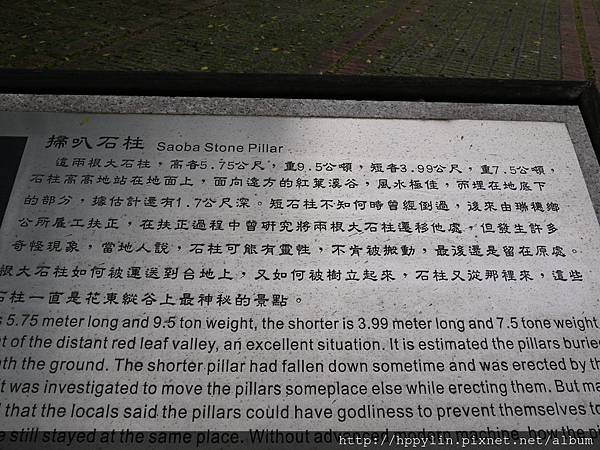 掃叭石柱 Saoba Stone Pillar
這兩根大石柱，高者5.75公尺，重9.5公噸，短者3.99公尺，重7.5公噸，
石柱高高地站在地面上，面向遠方的紅葉溪谷，風水極佳，而埋在地底下
的部分，據估計還有1.7公尺深。短石柱不知何時曾經倒過，後來由瑞穗鄉
公所雇工扶正，在扶正過程中曾研究將兩根大石柱遷移他處，但發生許多
奇怪現象，當地人說，石柱可能有靈性，不肯被搬動，最後還是留在原處。
根大石柱如何被運送到台地上，又如何被樹立起來，石柱又從那裡來，這些
石柱一直是花東縱谷上最神秘的景點。
s 5.75 meter long and 9.5 ton weight, the shorter is 3.99 meter long and 7.5 tone weight
of the distant red leaf valley, an excellent situation. It is estimated the pillars buried
the ground. The shorter pillar had fallen down sometime and was erected by th
it was investigated to move the pillars someplace else while erecting them. But ma
that the locals said the pillars could have godliness to prevent themselves to
still stayed at the same place. Without advanced modern machine, how the pi
http://hppylin.pixnet.net/album